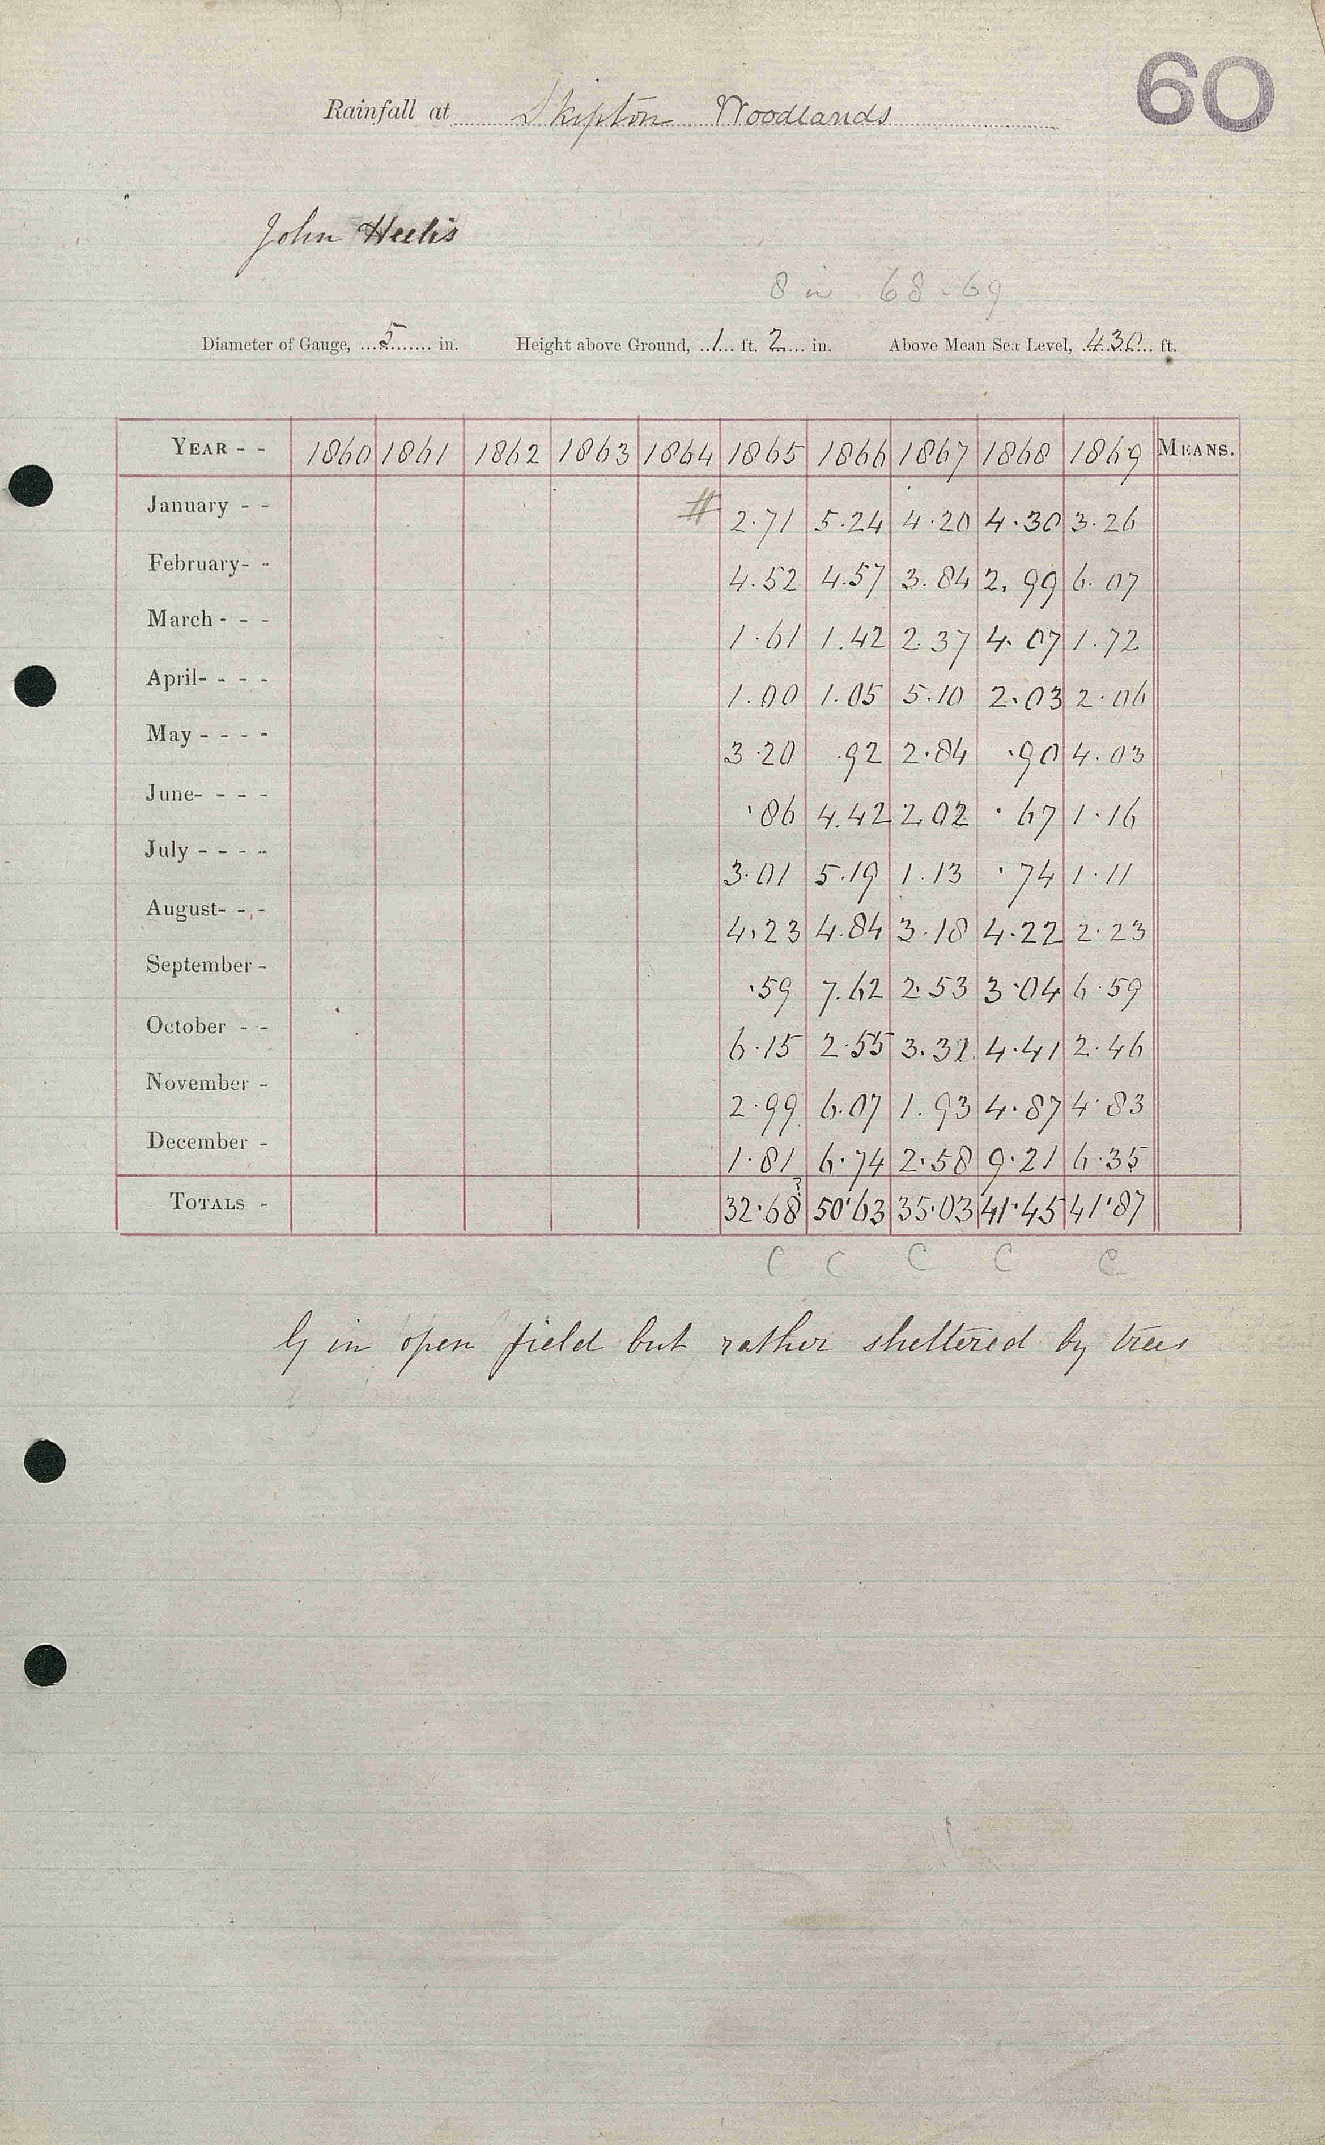 60
Rainfall at Skipton Woodlands
John Heelis
8 in 68-69
Diameter of Gauge, 5 in. Height above Ground, 1 ft. 2 in. Above Mean Sea Level, 430 ft.
YEAR - - 1860 1861 1862 1863 1864 1865 1866 1867 1868 1869 MEANS.
January - - # 2.71 5.24 4.20 4.30 3.26
February- - 4.52 4.57 3.84 2.99 6.07
March - - - 1.61 1.42 2.37 4.07 1.72
April- - - - 1.00 1.05 5.10 2.03 2.06
May - - - - 3.20 .92 2.84 .90 4.03
June- - - - .86 4.42 2.02 .67 1.16
July - - - - 3.01 5.19 1.13 .74 1.11
August- - - 4.23 4.84 3.18 4.22 2.23
September - .59 7.62 2.53 3.04 6.59
October - - 6.15 2.55 3.31 4.41 2.46
November - 2.99 6.07 1.93 4.87 4.83
December - 1.81 6.74 2.58 9.21 6.35
TOTALS - 32.68? 50.63 35.03 41.45 41.87
C C C C C
G in open field but rather sheltered by trees